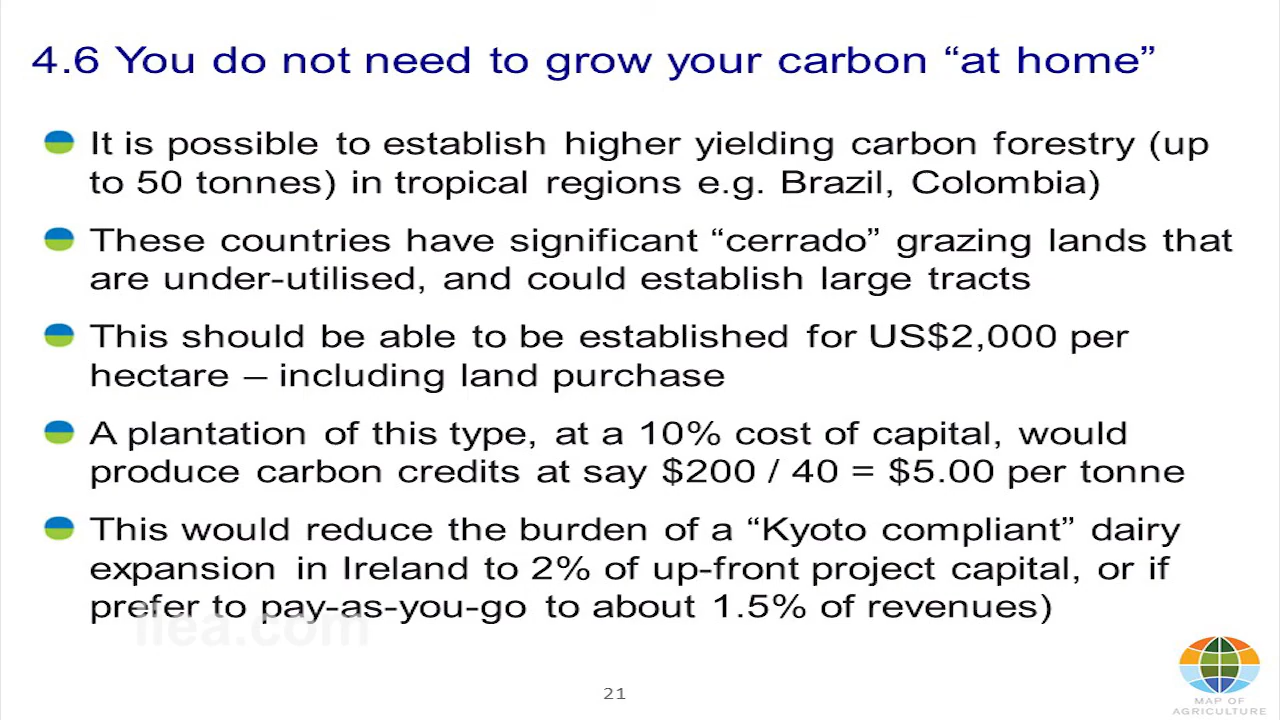 4.6 You do not need to grow your carbon “at home”
It is possible to establish higher yielding carbon forestry (up
to 50 tonnes) in tropical regions e.g. Brazil, Colombia)
These countries have significant “cerrado” grazing lands that
are under-utilised, and could establish large tracts
This should be able to be established for US$2,000 per
hectare – including land purchase
A plantation of this type, at a 10% cost of capital, would
produce carbon credits at say $200 / 40 = $5.00 per tonne
This would reduce the burden of a “Kyoto compliant” dairy
expansion in Ireland to 2% of up-front project capital, or if
prefer to pay-as-you-go to about 1.5% of revenues)
21
MAP OF
AGRICULTURE